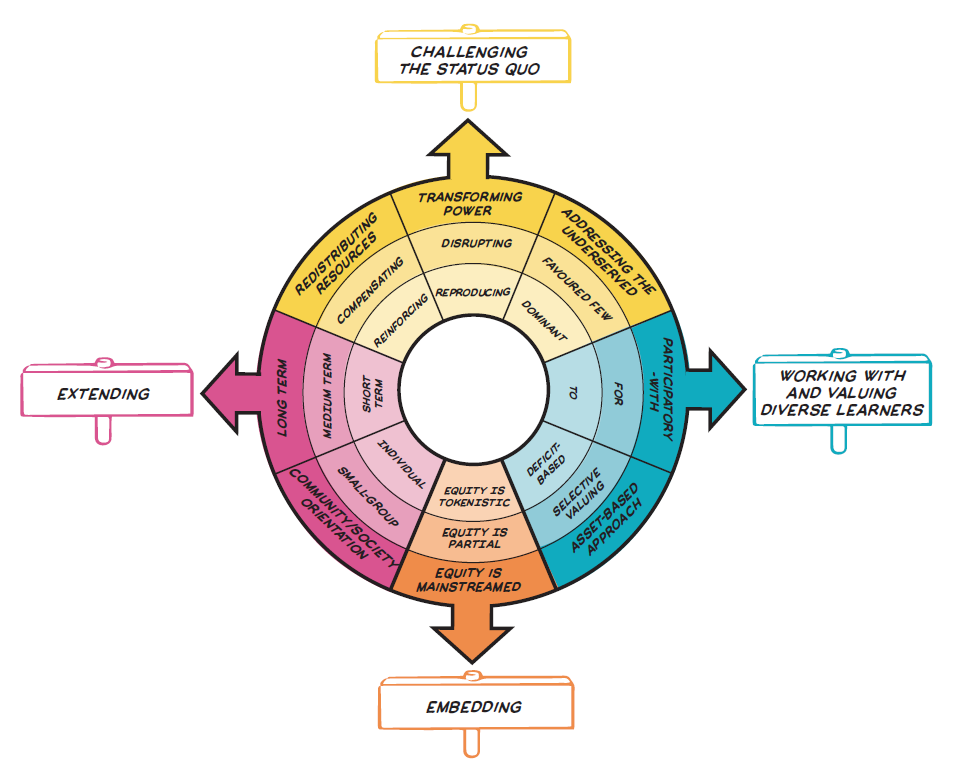 CHALLENGING
THE STATUS QUO
TRANSFORMING
POWER
DISRUPTING
REPRODUCING
ADDRESSING THE
UNDERSERVED
FAVOURED FEW
DOMINANT
REDISTRIBUTING
RESOURCES
COMPENSATING
REINFORCING
EXTENDING
LONG TERM
MEDIUM TERM
SHORT
TERM
COMMUNITY/SOCIETY
ORIENTATION
SMALL-GROUP
INDIVIDUAL
WORKING WITH
AND VALUING
DIVERSE LEARNERS
PARTICIPATORY
-WITH
FOR
TO
ASSET-BASED
APPROACH
SELECTIVE
VALUING
DEFICIT-
BASED
EQUITY IS
TOKENISTIC
EQUITY IS
PARTIAL
EQUITY IS
MAINSTREAMED
EMBEDDING